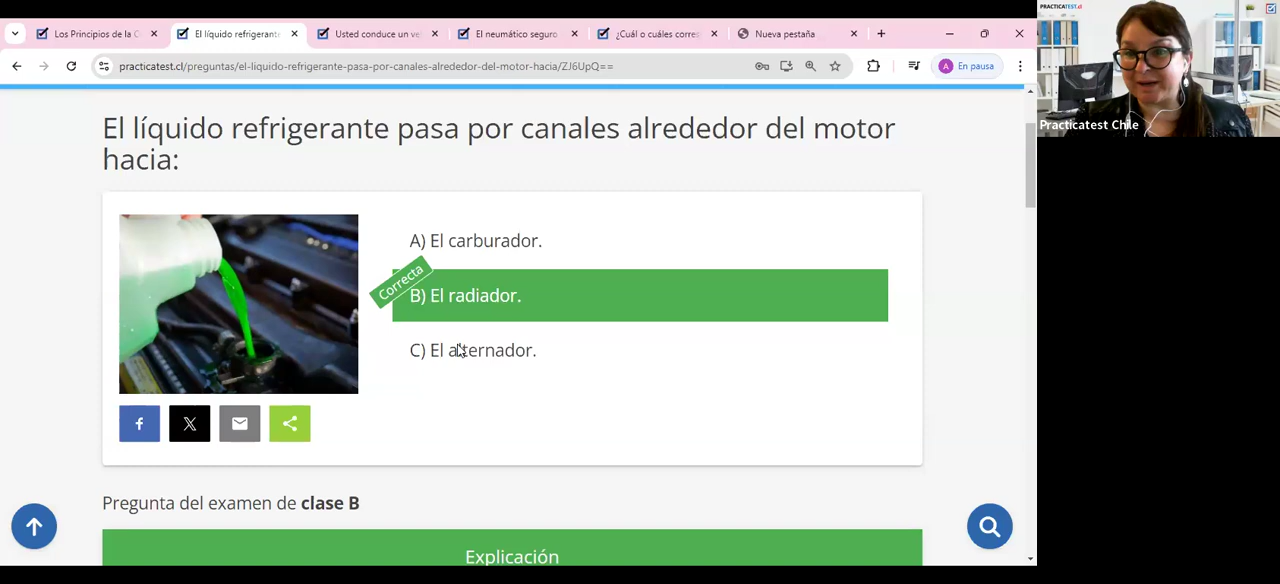 Los Principios de la C
El líquido refrigerant
Usted conduce un ve
El neumático seguro
¿Cuál o cuáles corres
Nueva pestaña
practicatest.cl/preguntas/el-liquido-refrigerante-pasa-por-canales-alrededor-del-motor-hacia/ZJ6UpQ==
A
En pausa
PRACTICATEST.cl
Practicatest Chile
El líquido refrigerante pasa por canales alrededor del motor
hacia:
A) El carburador.
Correcta
B) El radiador.
C) El alternador.
Pregunta del examen de clase B
Explicación